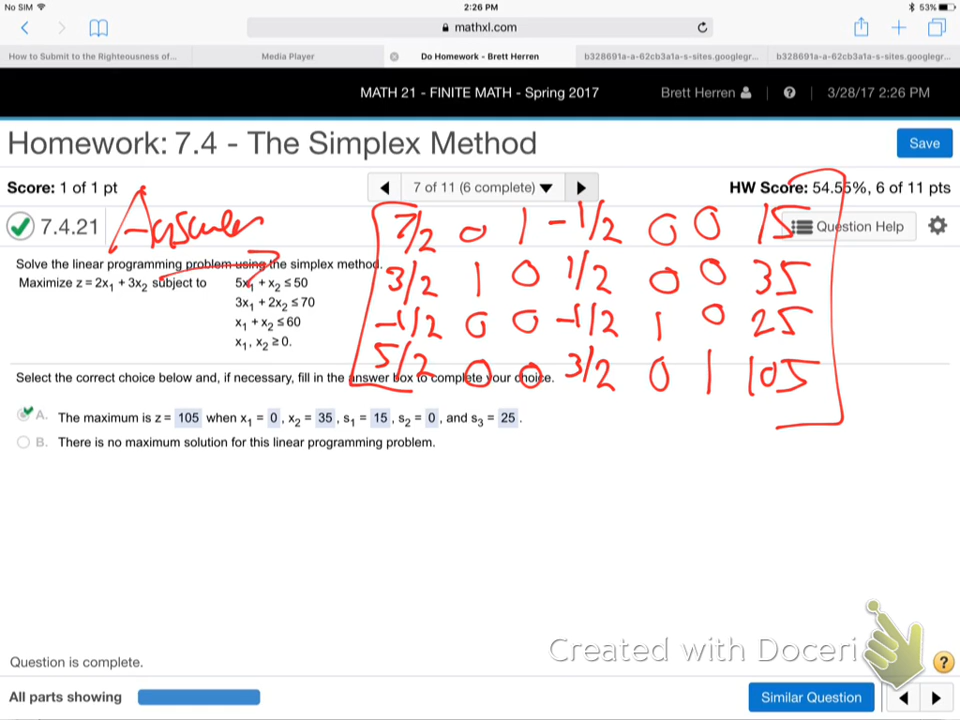 No SIM 2:26 PM 53%
mathxl.com
How to Submit to the Righteousness of... Media Player Do Homework - Brett Herren b328691a-a-62cb3a1a-s-sites.googlegr... b328691a-a-62cb3a1a-s-sites.googlegr...
MATH 21 - FINITE MATH - Spring 2017 Brett Herren ? 3/28/17 2:26 PM
Homework: 7.4 - The Simplex Method Save
Score: 1 of 1 pt 7 of 11 (6 complete) HW Score: 54.55%, 6 of 11 pts
7.4.21 Answer Question Help
7/2 0 1 -1/2 0 0 15
3/2 1 0 1/2 0 0 35
-1/2 0 0 -1/2 1 0 25
5/2 0 0 3/2 0 1 105
Solve the linear programming problem using the simplex method.
Maximize z = 2x₁ + 3x₂ subject to 5x₁ + x₂ ≤ 50
3x₁ + 2x₂ ≤ 70
x₁ + x₂ ≤ 60
x₁, x₂ ≥ 0.
Select the correct choice below and, if necessary, fill in the answer box to complete your choice.
A. The maximum is z = 105 when x₁ = 0, x₂ = 35, s₁ = 15, s₂ = 0, and s₃ = 25.
B. There is no maximum solution for this linear programming problem.
Created with Doceri
Question is complete. ?
All parts showing Similar Question